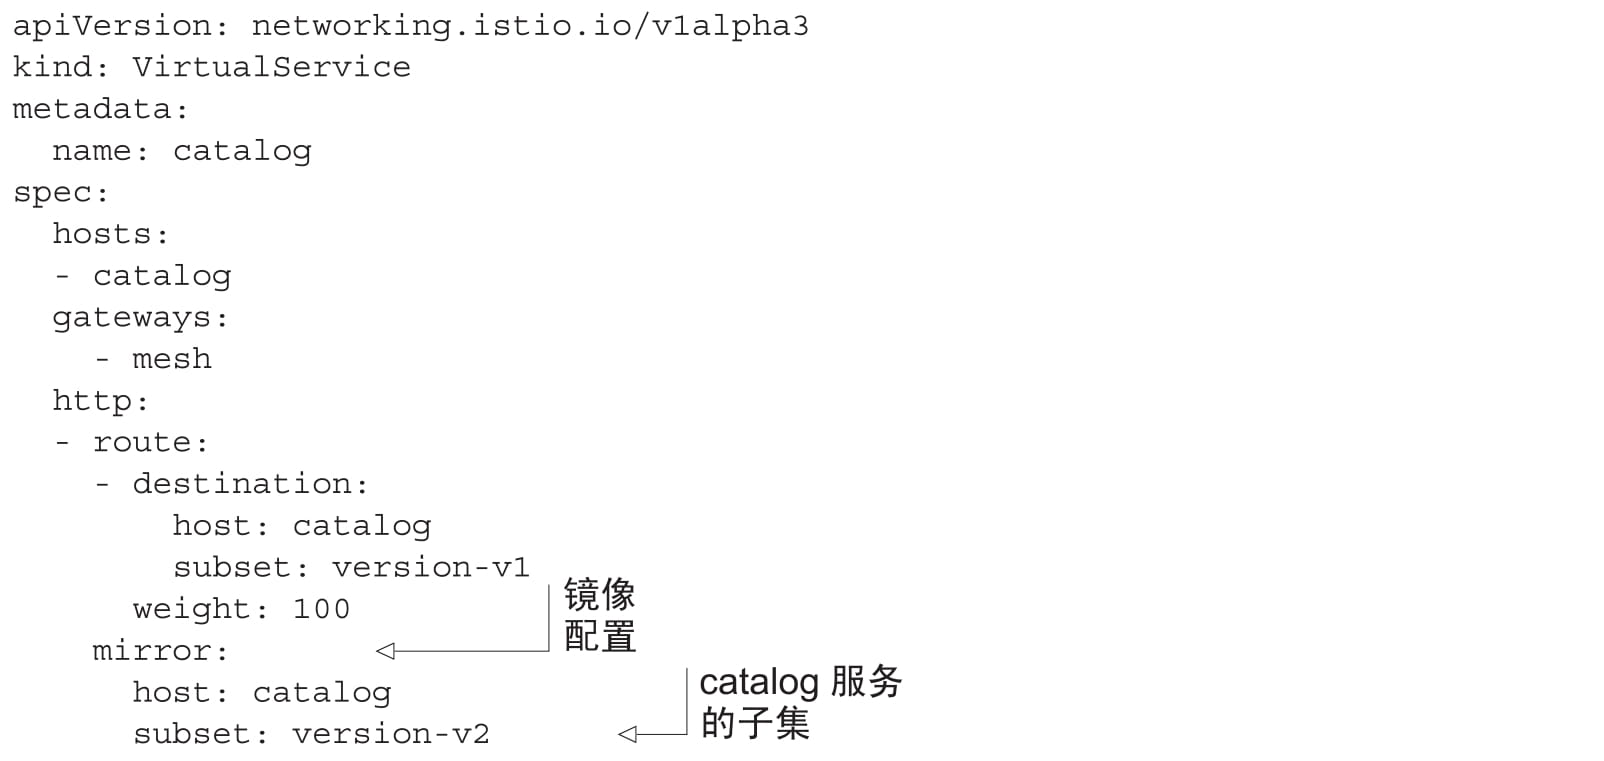 apiVersion: networking.istio.io/v1alpha3
kind: VirtualService
metadata:
  name: catalog
spec:
  hosts:
  - catalog
  gateways:
    - mesh
  http:
  - route:
    - destination:
        host: catalog
        subset: version-v1
      weight: 100
    mirror:
      host: catalog
      subset: version-v2
镜像
配置
catalog 服务
的子集